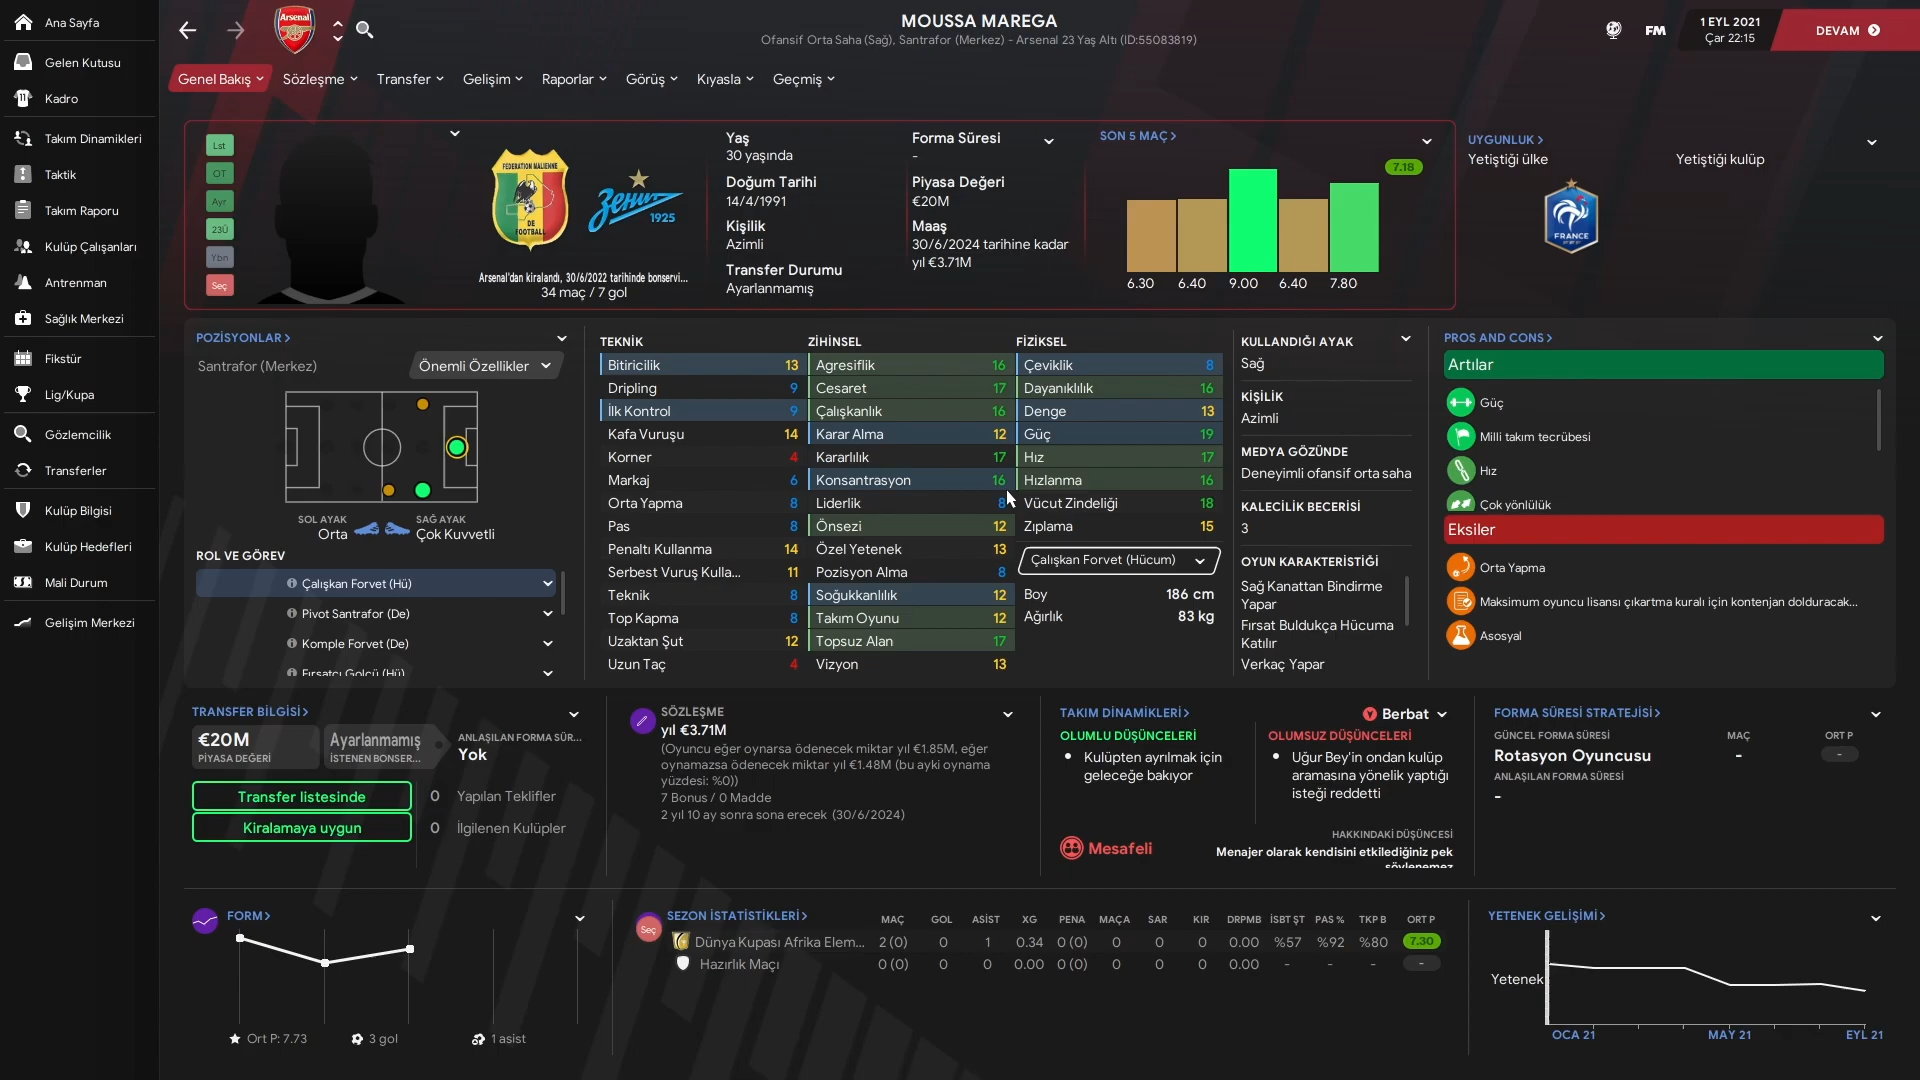 Ana Sayfa
Gelen Kutusu
Kadro
Takım Dinamikleri
Taktik
Takım Raporu
Kulüp Çalışanları
Antrenman
Sağlık Merkezi
Fikstür
Lig/Kupa
Gözlemcilik
Transferler
Kulüp Bilgisi
Kulüp Hedefleri
Mali Durum
Gelişim Merkezi
Arsenal
MOUSSA MAREGA
Ofansif Orta Saha (Sağ), Santrafor (Merkez) - Arsenal 23 Yaş Altı (ID:55083819)
FM
1 EYL 2021
Çar 22:15
DEVAM
Genel Bakış
Sözleşme
Transfer
Gelişim
Raporlar
Görüş
Kıyasla
Geçmiş
Lst
OT
Ayr
23Ü
Ybn
Seç
FEDERATION MALIENNE
DE
FOOTBALL
Зенит
1925
Arsenal'dan kiralandı, 30/6/2022 tarihinde bonservi...
34 maç / 7 gol
Yaş
30 yaşında
Doğum Tarihi
14/4/1991
Kişilik
Azimli
Transfer Durumu
Ayarlanmamış
Forma Süresi
-
Piyasa Değeri
€20M
Maaş
30/6/2024 tarihine kadar
yıl €3.71M
SON 5 MAÇ
7.18
6.30 6.40 9.00 6.40 7.80
UYGUNLUK
Yetiştiği ülke
Yetiştiği kulüp
FRANCE
POZİSYONLAR
Santrafor (Merkez)
Önemli Özellikler
SOL AYAK
Orta
SAĞ AYAK
Çok Kuvvetli
ROL VE GÖREV
Çalışkan Forvet (Hü)
Pivot Santrafor (De)
Komple Forvet (De)
Fırsatçı Golcü (Hü)
TEKNİK
Bitiricilik 13
Dripling 9
İlk Kontrol 9
Kafa Vuruşu 14
Korner 4
Markaj 6
Orta Yapma 8
Pas 8
Penaltı Kullanma 14
Serbest Vuruş Kulla... 11
Teknik 8
Top Kapma 8
Uzaktan Şut 12
Uzun Taç 4
ZİHİNSEL
Agresiflik 16
Cesaret 17
Çalışkanlık 16
Karar Alma 12
Kararlılık 17
Konsantrasyon 16
Liderlik 8
Önsezi 12
Özel Yetenek 13
Pozisyon Alma 8
Soğukkanlılık 12
Takım Oyunu 12
Topsuz Alan 17
Vizyon 13
FİZİKSEL
Çeviklik 8
Dayanıklılık 16
Denge 13
Güç 19
Hız 17
Hızlanma 16
Vücut Zindeliği 18
Zıplama 15
Çalışkan Forvet (Hücum)
Boy 186 cm
Ağırlık 83 kg
KULLANDIĞI AYAK
Sağ
KİŞİLİK
Azimli
MEDYA GÖZÜNDE
Deneyimli ofansif orta saha
KALECİLİK BECERİSİ
3
OYUN KARAKTERİSTİĞİ
Sağ Kanattan Bindirme
Yapar
Fırsat Buldukça Hücuma
Katılır
Verkaç Yapar
PROS AND CONS
Artılar
Güç
Milli takım tecrübesi
Hız
Çok yönlülük
Eksiler
Orta Yapma
Maksimum oyuncu lisansı çıkartma kuralı için kontenjan dolduracak...
Asosyal
TRANSFER BİLGİSİ
€20M
PİYASA DEĞERİ
Ayarlanmamış
İSTENEN BONSER...
ANLAŞILAN FORMA SÜR...
Yok
Transfer listesinde
Kiralamaya uygun
0 Yapılan Teklifler
0 İlgilenen Kulüpler
SÖZLEŞME
yıl €3.71M
(Oyuncu eğer oynarsa ödenecek miktar yıl €1.85M, eğer
oynamazsa ödenecek miktar yıl €1.48M (bu ayki oynama
yüzdesi: %0))
7 Bonus / 0 Madde
2 yıl 10 ay sonra sona erecek (30/6/2024)
TAKIM DİNAMİKLERİ
Berbat
OLUMLU DÜŞÜNCELERİ
• Kulüpten ayrılmak için
geleceğe bakıyor
OLUMSUZ DÜŞÜNCELERİ
• Uğur Bey'in ondan kulüp
aramasına yönelik yaptığı
isteği reddetti
Mesafeli
HAKKINDAKİ DÜŞÜNCESİ
Menajer olarak kendisini etkilediğiniz pek
söylenemez
FORMA SÜRESİ STRATEJİSİ
GÜNCEL FORMA SÜRESİ
Rotasyon Oyuncusu
ANLAŞILAN FORMA SÜRESİ
-
MAÇ
-
ORT P
-
FORM
Ort P: 7.73
3 gol
1 asist
Seç
SEZON İSTATİSTİKLERİ MAÇ GOL ASİST XG PENA MAÇA SAR KIR DRPMB İSBT ŞT PAS % TKP B ORT P
Dünya Kupası Afrika Elem... 2 (0) 0 1 0.34 0 (0) 0 0 0 0.00 %57 %92 %80 7.30
Hazırlık Maçı 0 (0) 0 0 0.00 0 (0) 0 0 0 0.00 - - - -
YETENEK GELİŞİMİ
Yetenek
OCA 21 MAY 21 EYL 21